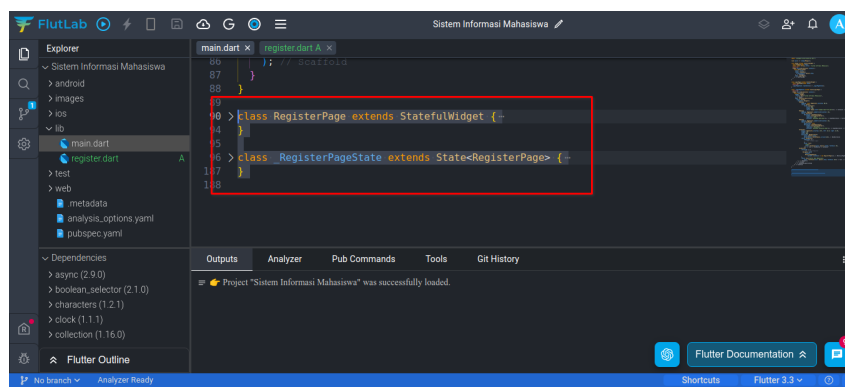 FlutLab
Sistem Informasi Mahasiswa
Explorer
Sistem Informasi Mahasiswa
android
images
ios
lib
main.dart
register.dart A
test
web
.metadata
analysis_options.yaml
pubspec.yaml
Dependencies
async (2.9.0)
boolean_selector (2.1.0)
characters (1.2.1)
clock (1.1.1)
collection (1.16.0)
Flutter Outline
main.dart ×
register.dart A ×
86 ); // Scaffold
87 }
88 }
89
90 > class RegisterPage extends StatefulWidget {
94 }
95
96 > class _RegisterPageState extends State<RegisterPage> {
187 }
188
Outputs Analyzer Pub Commands Tools Git History
Project "Sistem Informasi Mahasiswa" was successfully loaded.
Flutter Documentation
No branch Analyzer Ready
Shortcuts Flutter 3.3